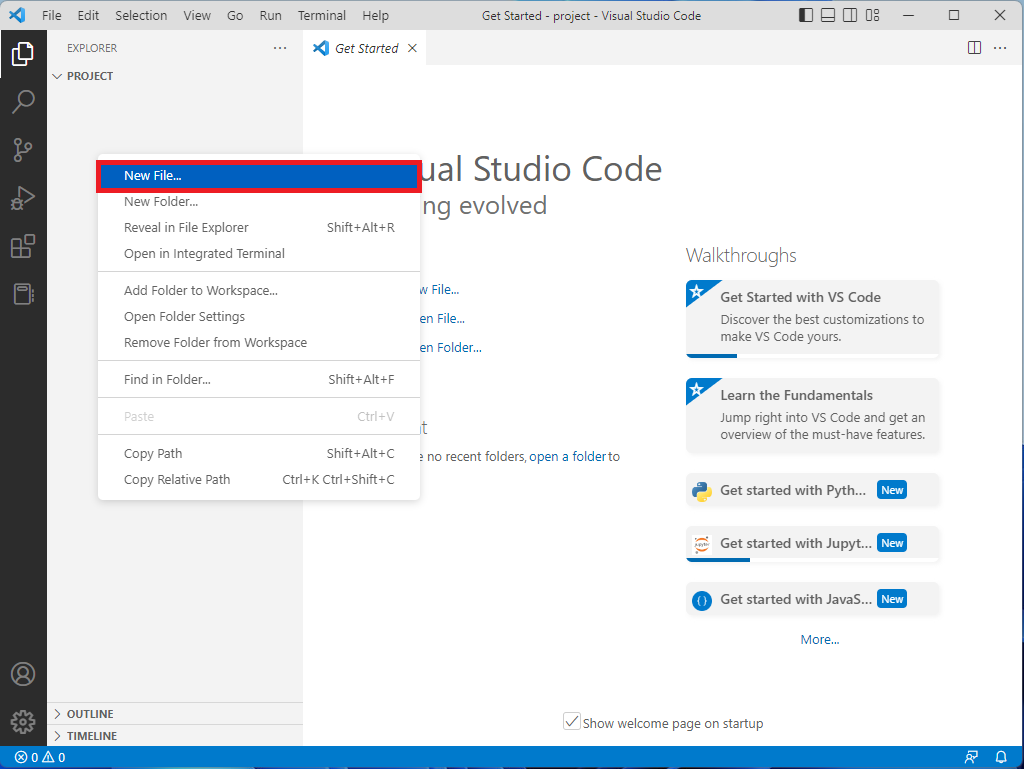 File Edit Selection View Go Run Terminal Help Get Started - project - Visual Studio Code
EXPLORER
Get Started
PROJECT
New File...
New Folder...
Reveal in File Explorer Shift+Alt+R
Open in Integrated Terminal
Add Folder to Workspace...
Open Folder Settings
Remove Folder from Workspace
Find in Folder... Shift+Alt+F
Paste Ctrl+V
Copy Path Shift+Alt+C
Copy Relative Path Ctrl+K Ctrl+Shift+C
ual Studio Code
ng evolved
w File...
en File...
en Folder...
nt
e no recent folders, open a folder to
Walkthroughs
Get Started with VS Code
Discover the best customizations to
make VS Code yours.
Learn the Fundamentals
Jump right into VS Code and get an
overview of the must-have features.
Get started with Pyth... New
Get started with Jupyt... New
Get started with JavaS... New
More...
Show welcome page on startup
OUTLINE
TIMELINE
0 0